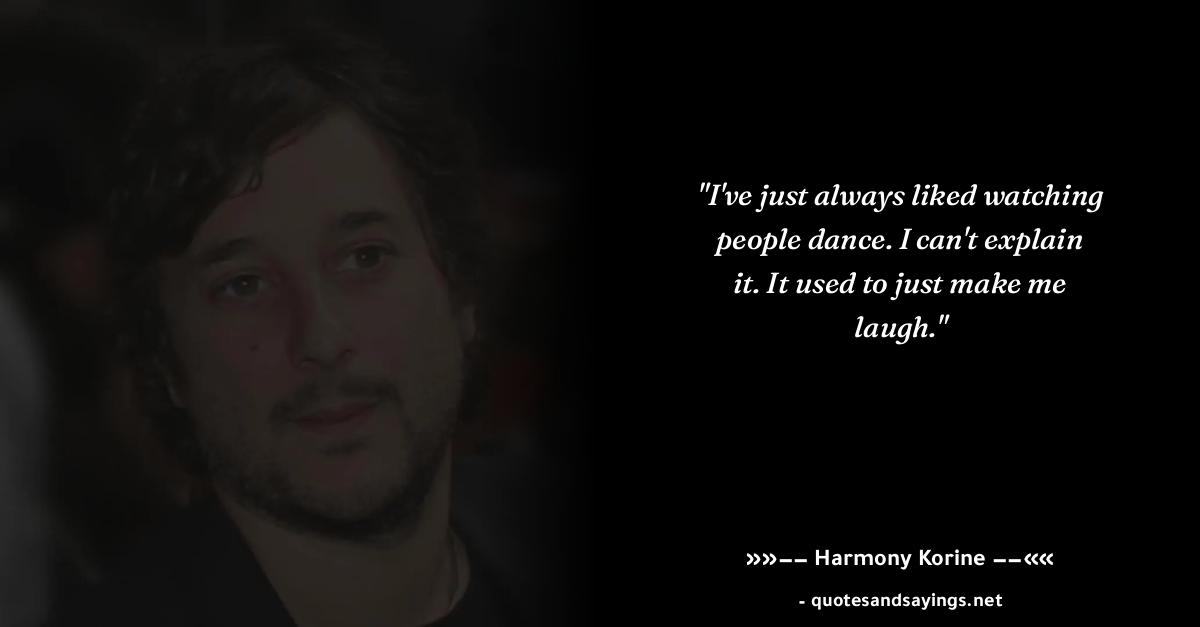 "I've just always liked watching
people dance. I can't explain
it. It used to just make me
laugh."
»»−− Harmony Korine −−««
- quotesandsayings.net